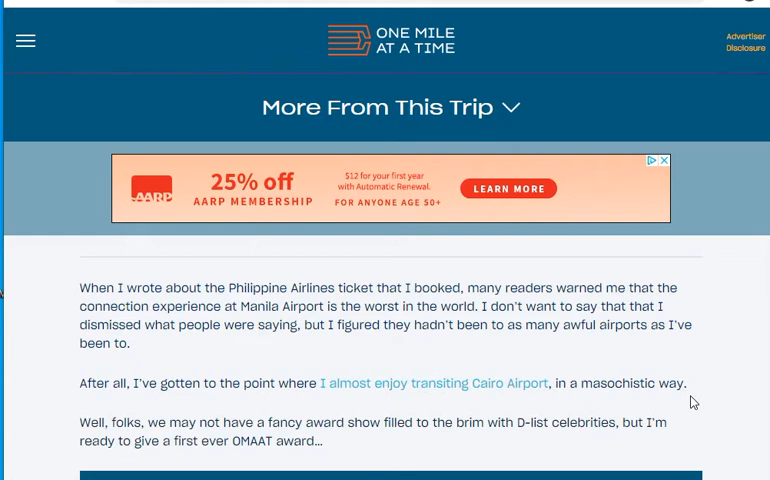 ONE MILE
AT A TIME
Advertiser
Disclosure
More From This Trip
AARP
25% off
AARP MEMBERSHIP
$12 for your first year
with Automatic Renewal.
FOR ANYONE AGE 50+
LEARN MORE
When I wrote about the Philippine Airlines ticket that I booked, many readers warned me that the
connection experience at Manila Airport is the worst in the world. I don't want to say that that I
dismissed what people were saying, but I figured they hadn't been to as many awful airports as I've
been to.
After all, I've gotten to the point where I almost enjoy transiting Cairo Airport, in a masochistic way.
Well, folks, we may not have a fancy award show filled to the brim with D-list celebrities, but I'm
ready to give a first ever OMAAT award…